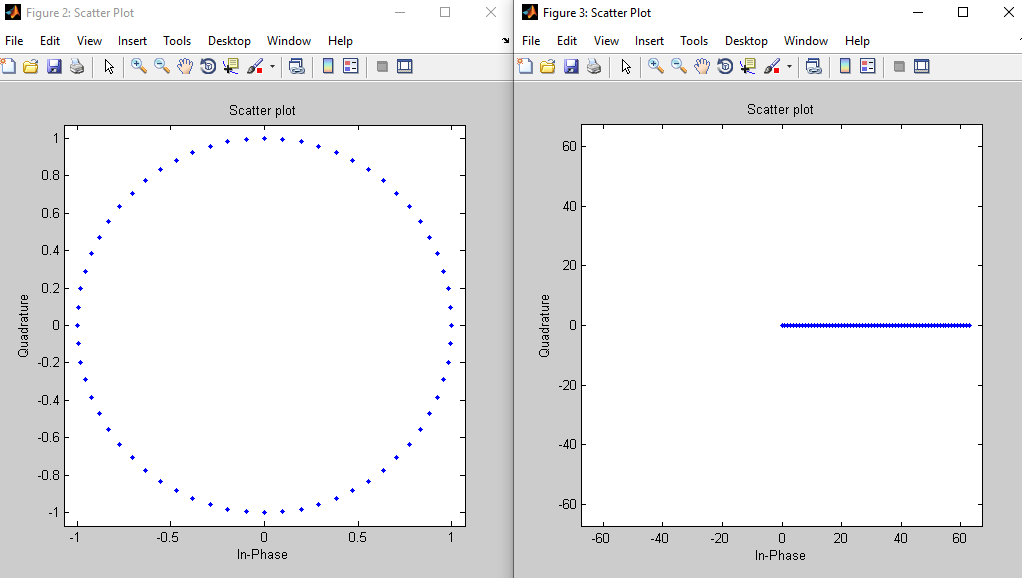 Figure 2: Scatter Plot
File Edit View Insert Tools Desktop Window Help
Scatter plot
1
0.8
0.6
0.4
0.2
0
-0.2
-0.4
-0.6
-0.8
-1
Quadrature
-1 -0.5 0 0.5 1
In-Phase
Figure 3: Scatter Plot
File Edit View Insert Tools Desktop Window Help
Scatter plot
60
40
20
0
-20
-40
-60
Quadrature
-60 -40 -20 0 20 40 60
In-Phase